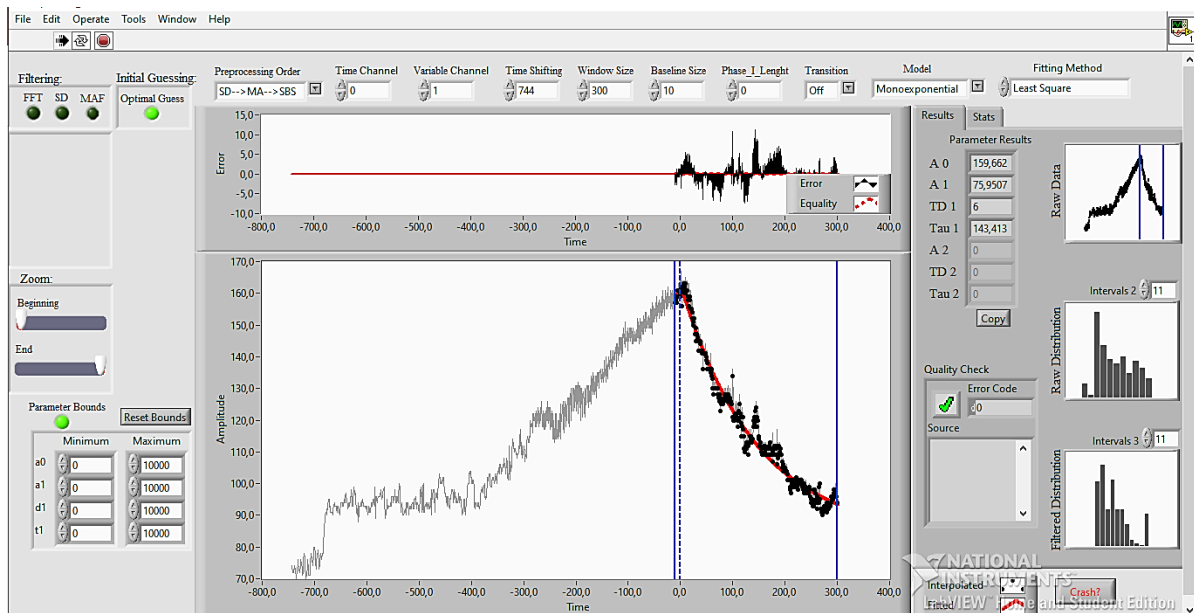 File Edit Operate Tools Window Help
Filtering:
FFT SD MAF
Initial Guessing:
Optimal Guess
Preprocessing Order
SD-->MA-->SBS
Time Channel
0
Variable Channel
1
Time Shifting
744
Window Size
300
Baseline Size
10
Phase_I_Lenght
0
Transition
Off
Model
Monoexponential
Fitting Method
Least Square
Error
15,0
10,0
5,0
0,0
-5,0
-10,0
-800,0 -700,0 -600,0 -500,0 -400,0 -300,0 -200,0 -100,0 0,0 100,0 200,0 300,0 400,0
Time
Error
Equality
Zoom:
Beginning
End
Parameter Bounds
Reset Bounds
Minimum Maximum
a0 0 10000
a1 0 10000
d1 0 10000
t1 0 10000
Amplitude
170,0
160,0
150,0
140,0
130,0
120,0
110,0
100,0
90,0
80,0
70,0
-800,0 -700,0 -600,0 -500,0 -400,0 -300,0 -200,0 -100,0 0,0 100,0 200,0 300,0 400,0
Time
Results Stats
Parameter Results
A 0 159,662
A 1 75,9507
TD 1 6
Tau 1 143,413
A 2 0
TD 2 0
Tau 2 0
Copy
Quality Check
Error Code
0
Source
Raw Data
Intervals 2 11
Raw Distribution
Intervals 3 11
Filtered Distribution
Interpolated
Fitted
Crash?
NATIONAL
INSTRUMENTS
LabVIEW™ Home and Student Edition
1